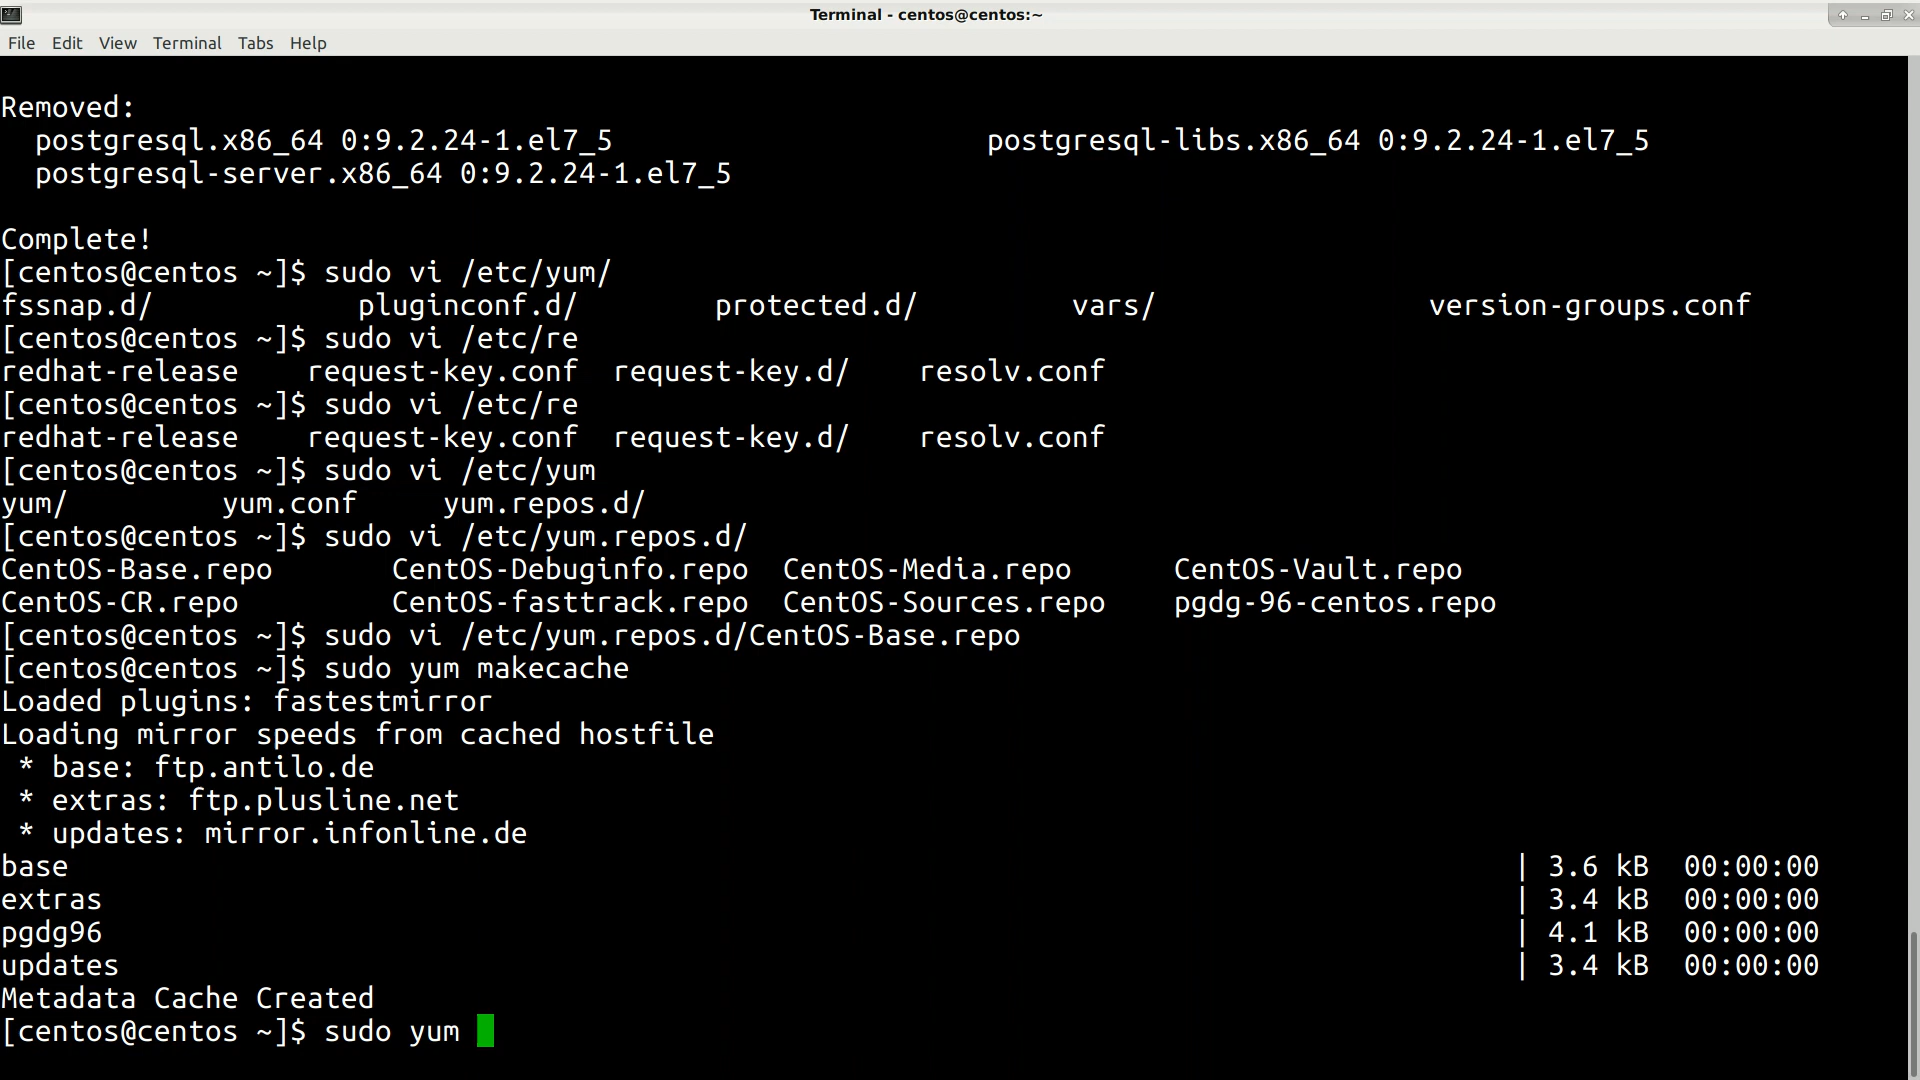 Terminal - centos@centos:~
File Edit View Terminal Tabs Help
Removed:
  postgresql.x86_64 0:9.2.24-1.el7_5                      postgresql-libs.x86_64 0:9.2.24-1.el7_5
  postgresql-server.x86_64 0:9.2.24-1.el7_5
Complete!
[centos@centos ~]$ sudo vi /etc/yum/
fssnap.d/            pluginconf.d/        protected.d/         vars/                version-groups.conf
[centos@centos ~]$ sudo vi /etc/re
redhat-release    request-key.conf  request-key.d/    resolv.conf
[centos@centos ~]$ sudo vi /etc/re
redhat-release    request-key.conf  request-key.d/    resolv.conf
[centos@centos ~]$ sudo vi /etc/yum
yum/         yum.conf     yum.repos.d/
[centos@centos ~]$ sudo vi /etc/yum.repos.d/
CentOS-Base.repo       CentOS-Debuginfo.repo  CentOS-Media.repo      CentOS-Vault.repo
CentOS-CR.repo         CentOS-fasttrack.repo  CentOS-Sources.repo    pgdg-96-centos.repo
[centos@centos ~]$ sudo vi /etc/yum.repos.d/CentOS-Base.repo
[centos@centos ~]$ sudo yum makecache
Loaded plugins: fastestmirror
Loading mirror speeds from cached hostfile
 * base: ftp.antilo.de
 * extras: ftp.plusline.net
 * updates: mirror.infonline.de
base | 3.6 kB  00:00:00
extras | 3.4 kB  00:00:00
pgdg96 | 4.1 kB  00:00:00
updates | 3.4 kB  00:00:00
Metadata Cache Created
[centos@centos ~]$ sudo yum